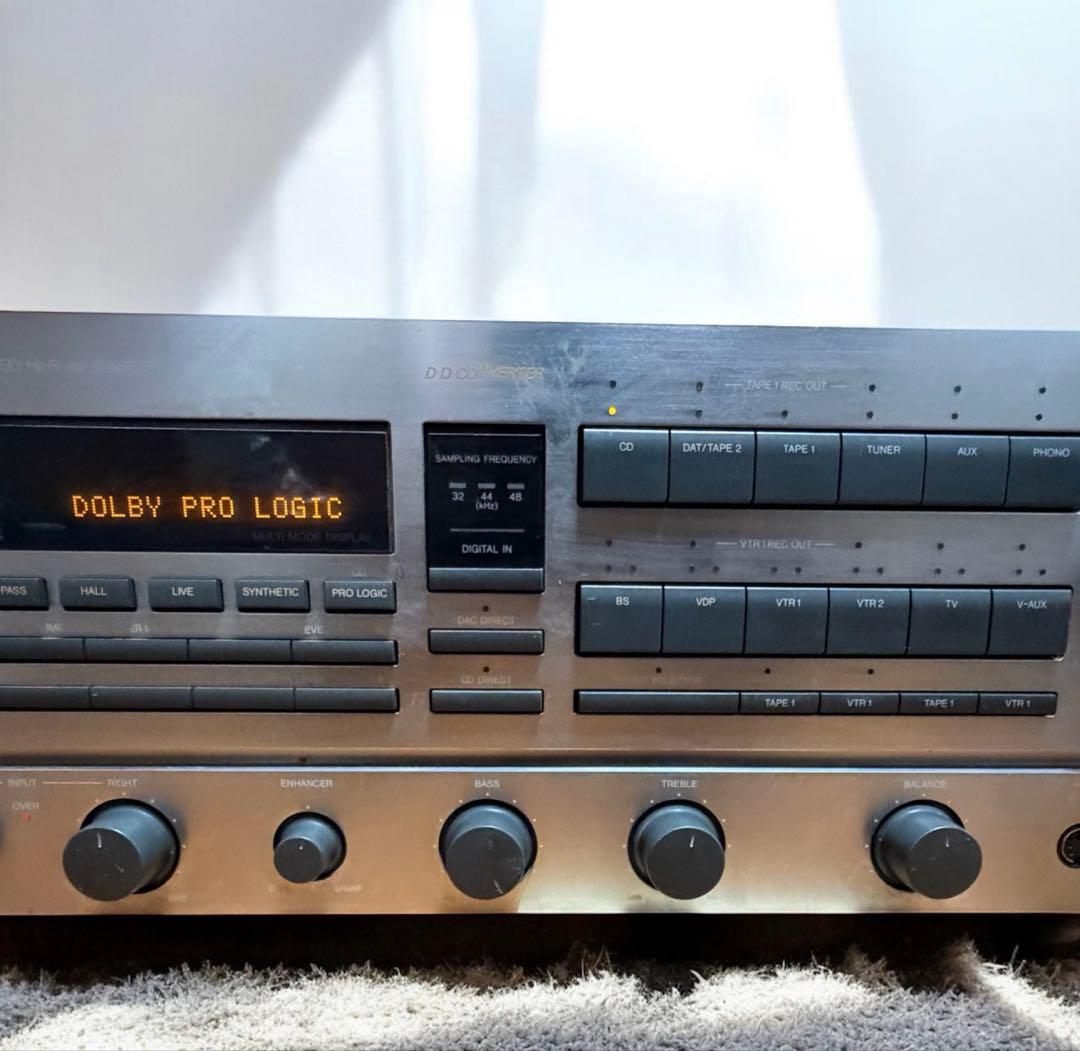 D·D·CONVERTER
TAPE 1 REC OUT
SAMPLING FREQUENCY
32 44 48
(kHz)
DIGITAL IN
CD DAT/TAPE 2 TAPE 1 TUNER AUX PHONO
DOLBY PRO LOGIC
MULTI MODE DISPLAY
VTR 1 REC OUT
PASS HALL LIVE SYNTHETIC PRO LOGIC
BS VDP VTR 1 VTR 2 TV V-AUX
DAC DIRECT
CD DIRECT
TAPE 1 VTR 1 TAPE 1 VTR 1
INPUT RIGHT ENHANCER BASS TREBLE BALANCE
OVER
SHARP